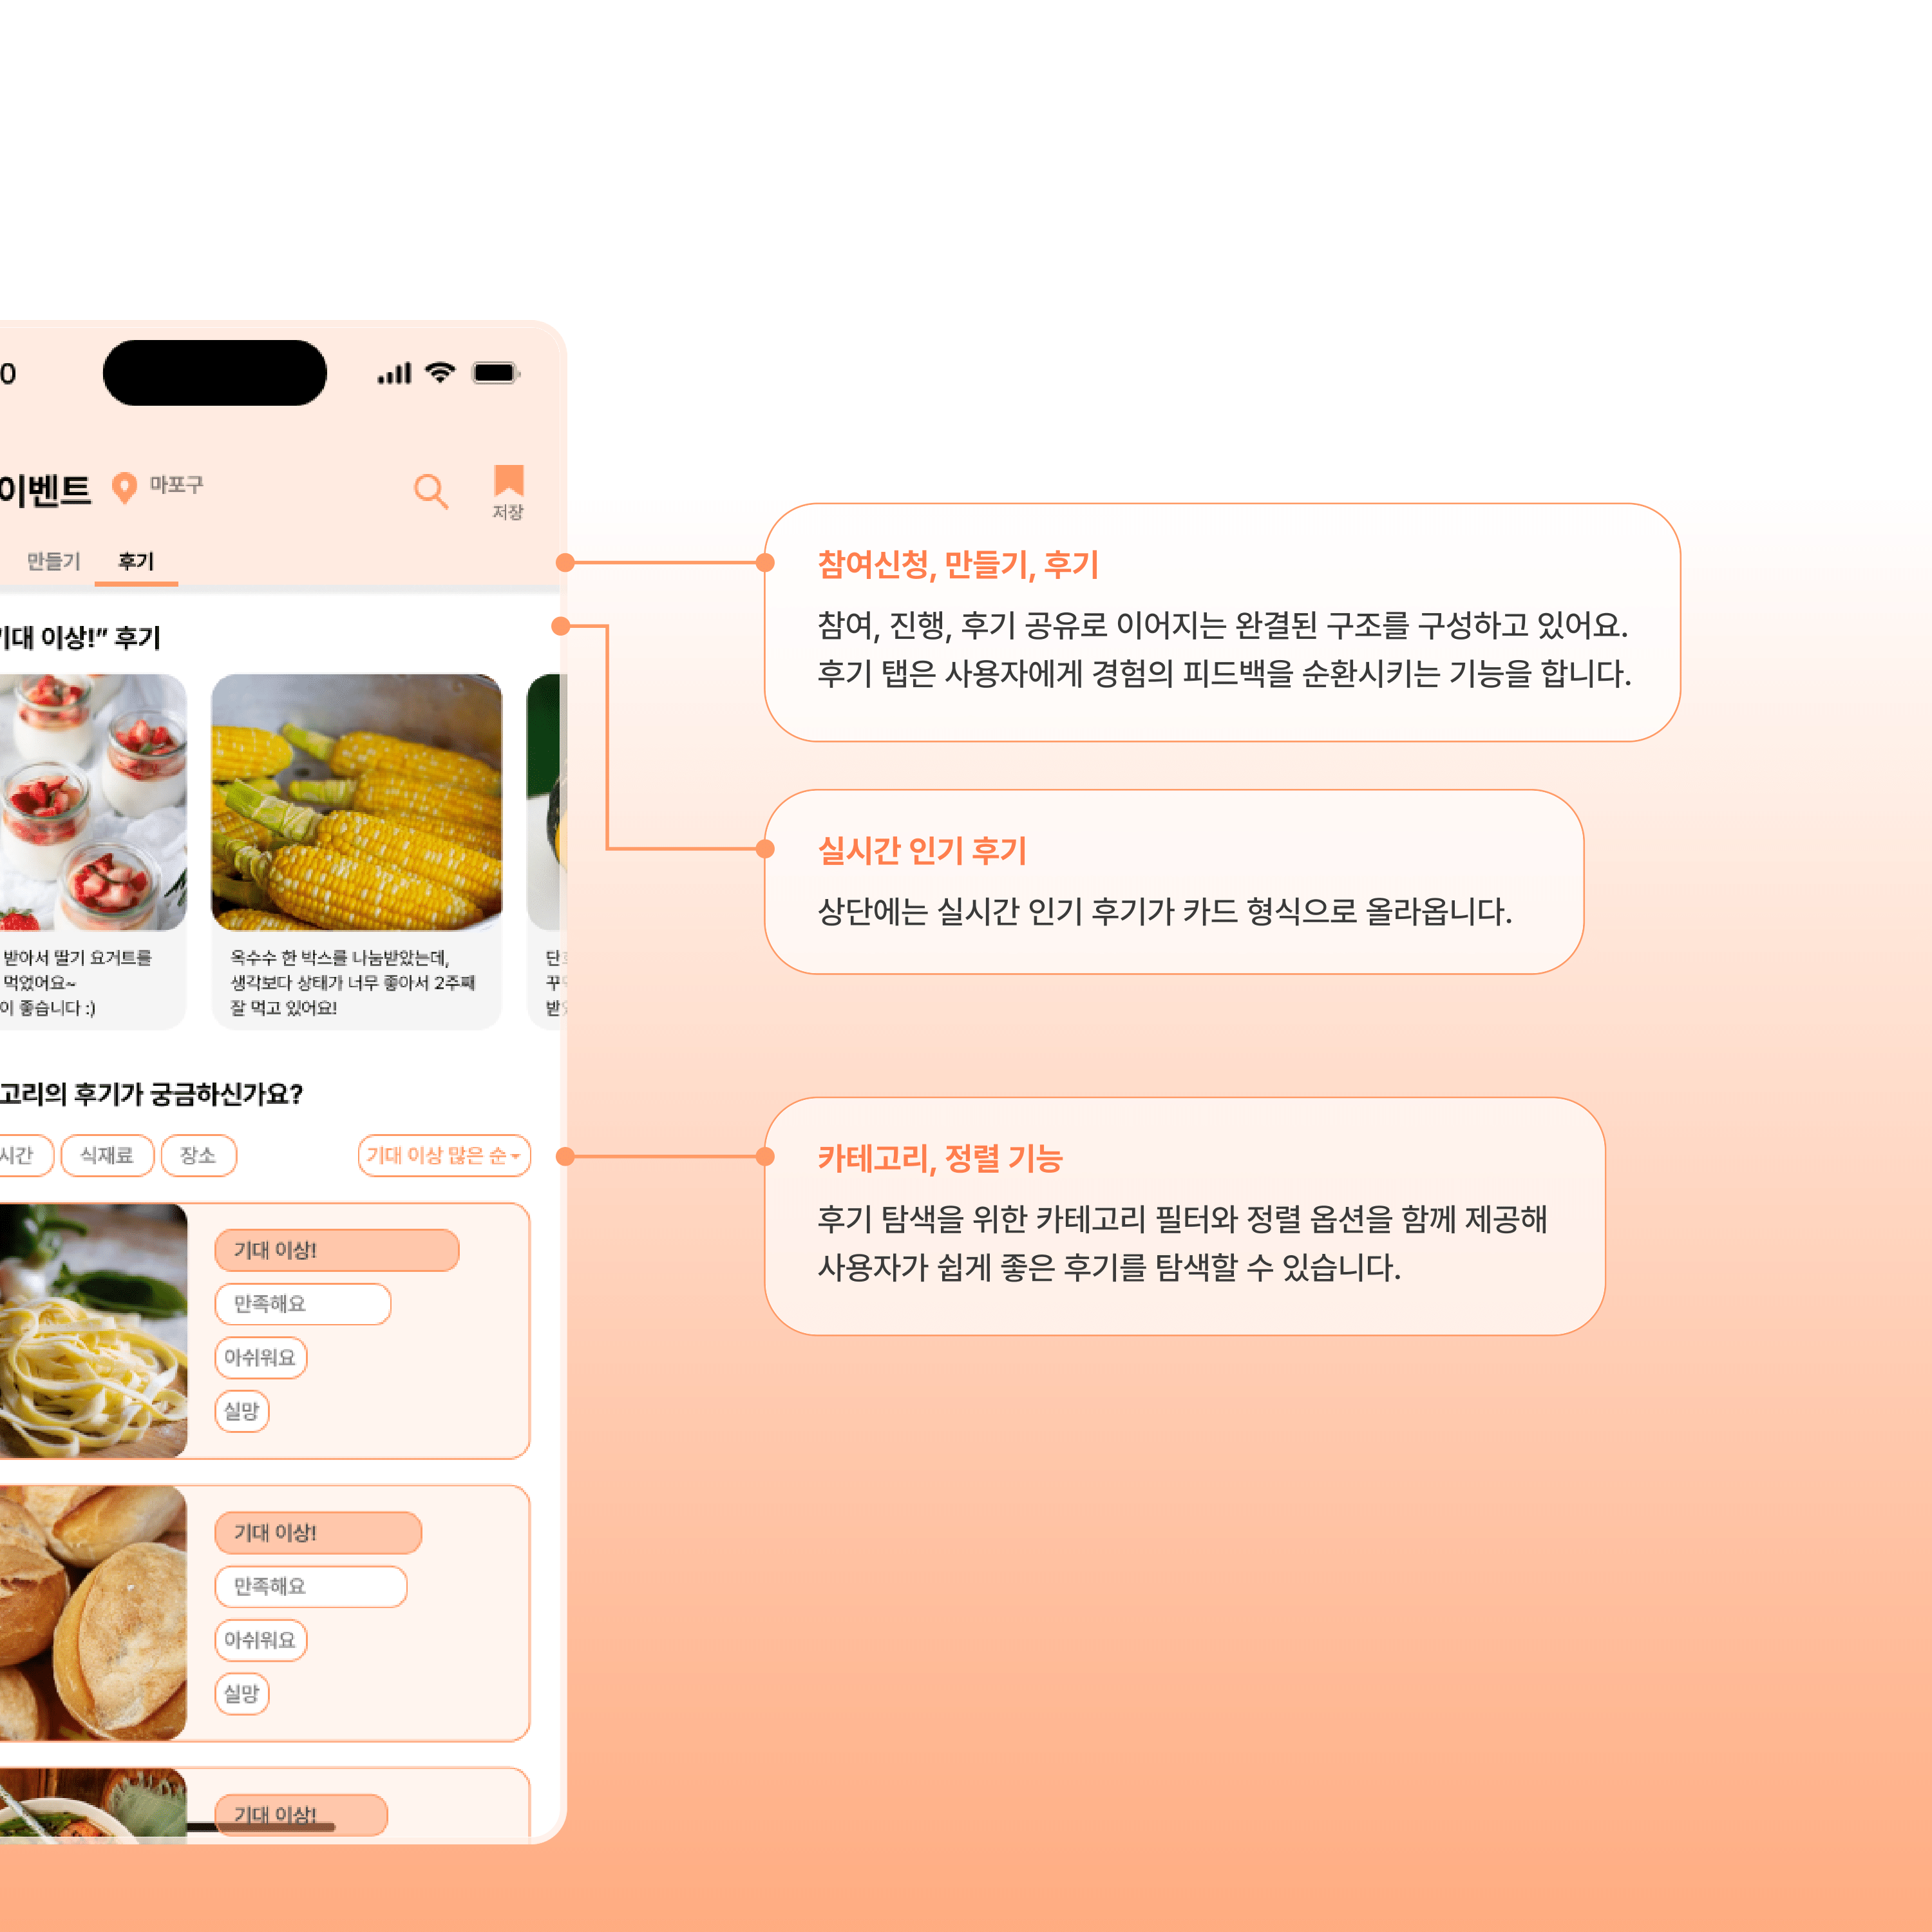 0
이벤트
마포구
저장
만들기 후기
기대 이상!” 후기
받아서 딸기 요거트를
먹었어요~
이 좋습니다 :)
옥수수 한 박스를 나눔받았는데,
생각보다 상태가 너무 좋아서 2주째
잘 먹고 있어요!
고리의 후기가 궁금하신가요?
시간 식재료 장소 기대 이상 많은 순
기대 이상!
만족해요
아쉬워요
실망
기대 이상!
만족해요
아쉬워요
실망
기대 이상!
참여신청, 만들기, 후기
참여, 진행, 후기 공유로 이어지는 완결된 구조를 구성하고 있어요.
후기 탭은 사용자에게 경험의 피드백을 순환시키는 기능을 합니다.
실시간 인기 후기
상단에는 실시간 인기 후기가 카드 형식으로 올라옵니다.
카테고리, 정렬 기능
후기 탐색을 위한 카테고리 필터와 정렬 옵션을 함께 제공해
사용자가 쉽게 좋은 후기를 탐색할 수 있습니다.